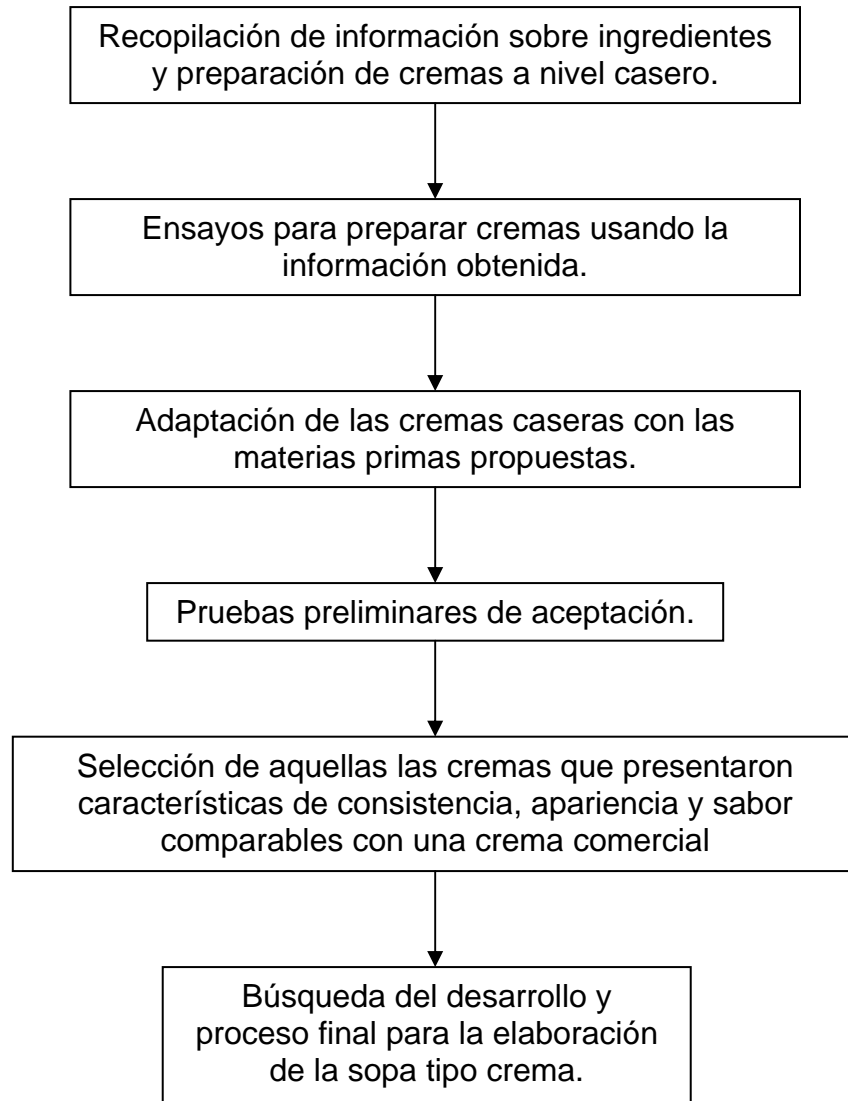 Recopilación de información sobre ingredientes
y preparación de cremas a nivel casero.
Ensayos para preparar cremas usando la
información obtenida.
Adaptación de las cremas caseras con las
materias primas propuestas.
Pruebas preliminares de aceptación.
Selección de aquellas las cremas que presentaron
características de consistencia, apariencia y sabor
comparables con una crema comercial
Búsqueda del desarrollo y
proceso final para la elaboración
de la sopa tipo crema.